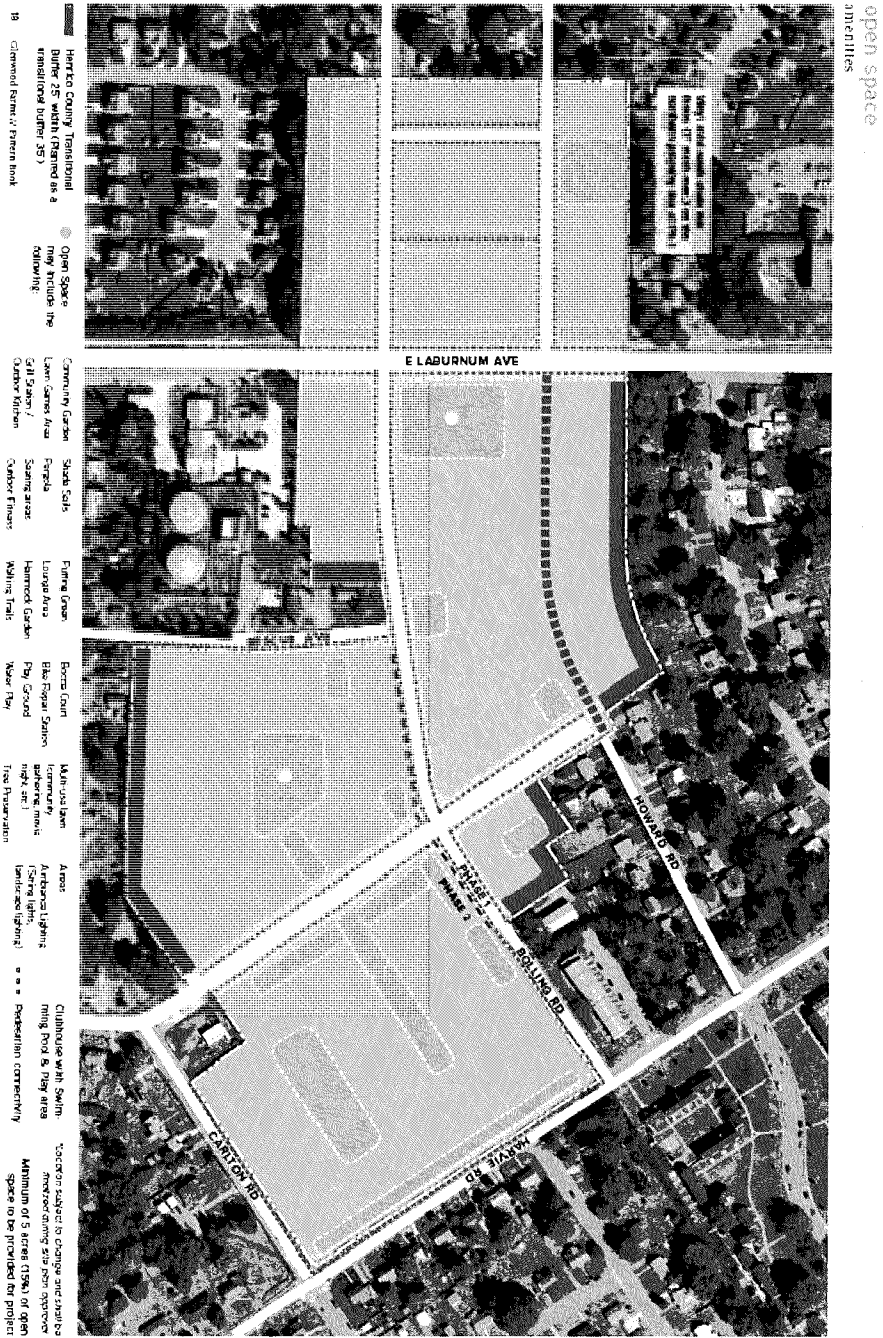 open space
amenities
E LABURNUM AVE
HOWARD RD
PHASE 1
PHASE 2
BOLLING RD
HARVIE RD
CARLTON RD
Henrico County Transitional
Buffer 25' width (Planted as a
transitional buffer 35')
Open Space
may include the
following:
Community Garden
Lawn Games Area
Grill Station /
Outdoor Kitchen
Shade Sails
Pergola
Seating areas
Outdoor Fitness
Putting Green
Lounge Area
Hammock Garden
Walking Trails
Bocce Court
Bike Repair Station
Play Ground
Water Play
Multi-use lawn
(community
gathering, movie
night, etc.)
Tree Preservation
Areas
Ambiance Lighting
(String lights,
landscape lighting)
Clubhouse with Swim-
ming Pool & Play area
Pedestrian connectivity
*Location subject to change and shall be
finalized during site plan approval
Minimum of 5 acres (15%) of open
space to be provided for project
18 Glenwood Farms // Pattern Book